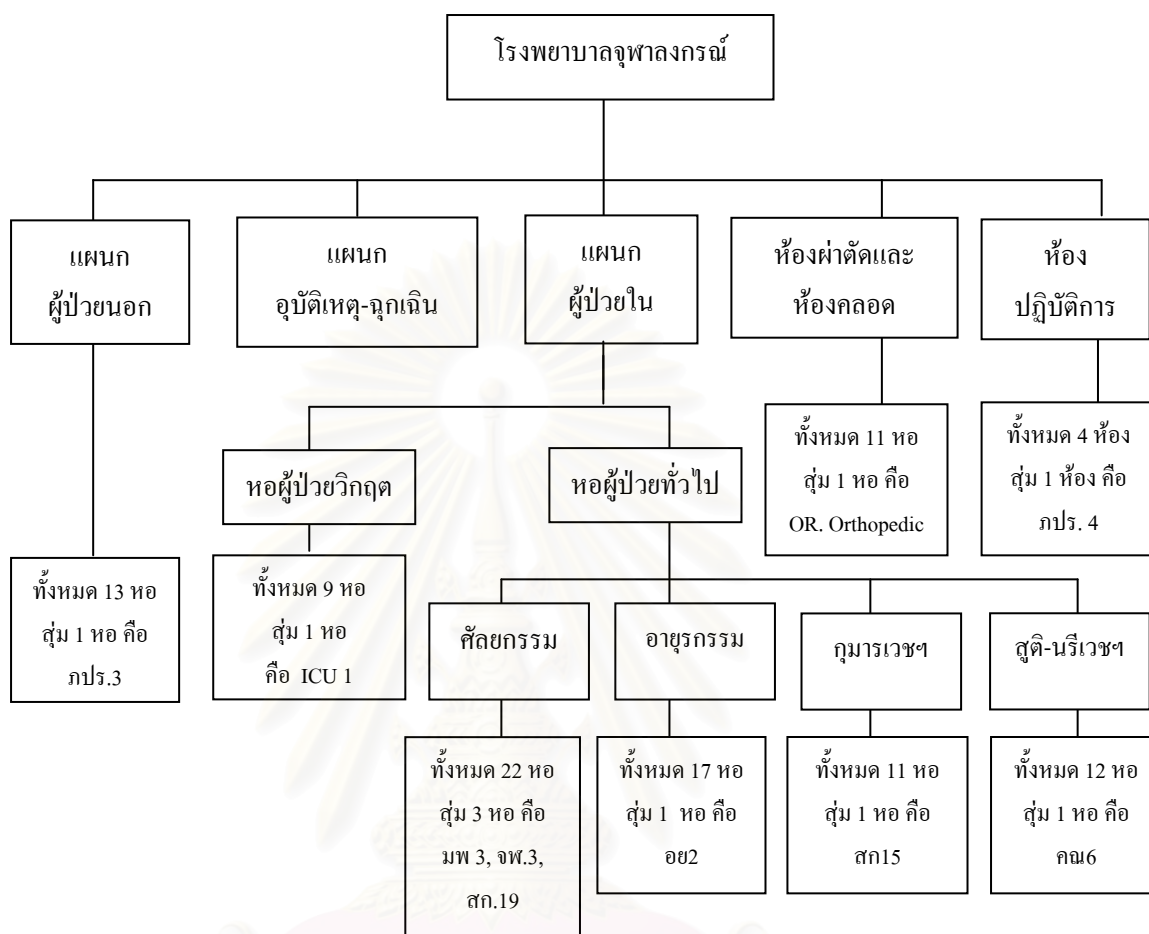 โรงพยาบาลจุฬาลงกรณ์
แผนก
ผู้ป่วยนอก
แผนก
อุบัติเหตุ-ฉุกเฉิน
แผนก
ผู้ป่วยใน
ห้องผ่าตัดและ
ห้องคลอด
ห้อง
ปฏิบัติการ
ทั้งหมด 11 หอ
สุ่ม 1 หอ คือ
OR. Orthopedic
ทั้งหมด 4 ห้อง
สุ่ม 1 ห้อง คือ
ภปร. 4
หอผู้ป่วยวิกฤต
หอผู้ป่วยทั่วไป
ทั้งหมด 13 หอ
สุ่ม 1 หอ คือ
ภปร.3
ทั้งหมด 9 หอ
สุ่ม 1 หอ
คือ ICU 1
ศัลยกรรม
อายุรกรรม
กุมารเวชฯ
สูติ-นรีเวชฯ
ทั้งหมด 22 หอ
สุ่ม 3 หอ คือ
มพ 3, จฬ.3,
สก.19
ทั้งหมด 17 หอ
สุ่ม 1 หอ คือ
อย2
ทั้งหมด 11 หอ
สุ่ม 1 หอ คือ
สก15
ทั้งหมด 12 หอ
สุ่ม 1 หอ คือ
คณ6